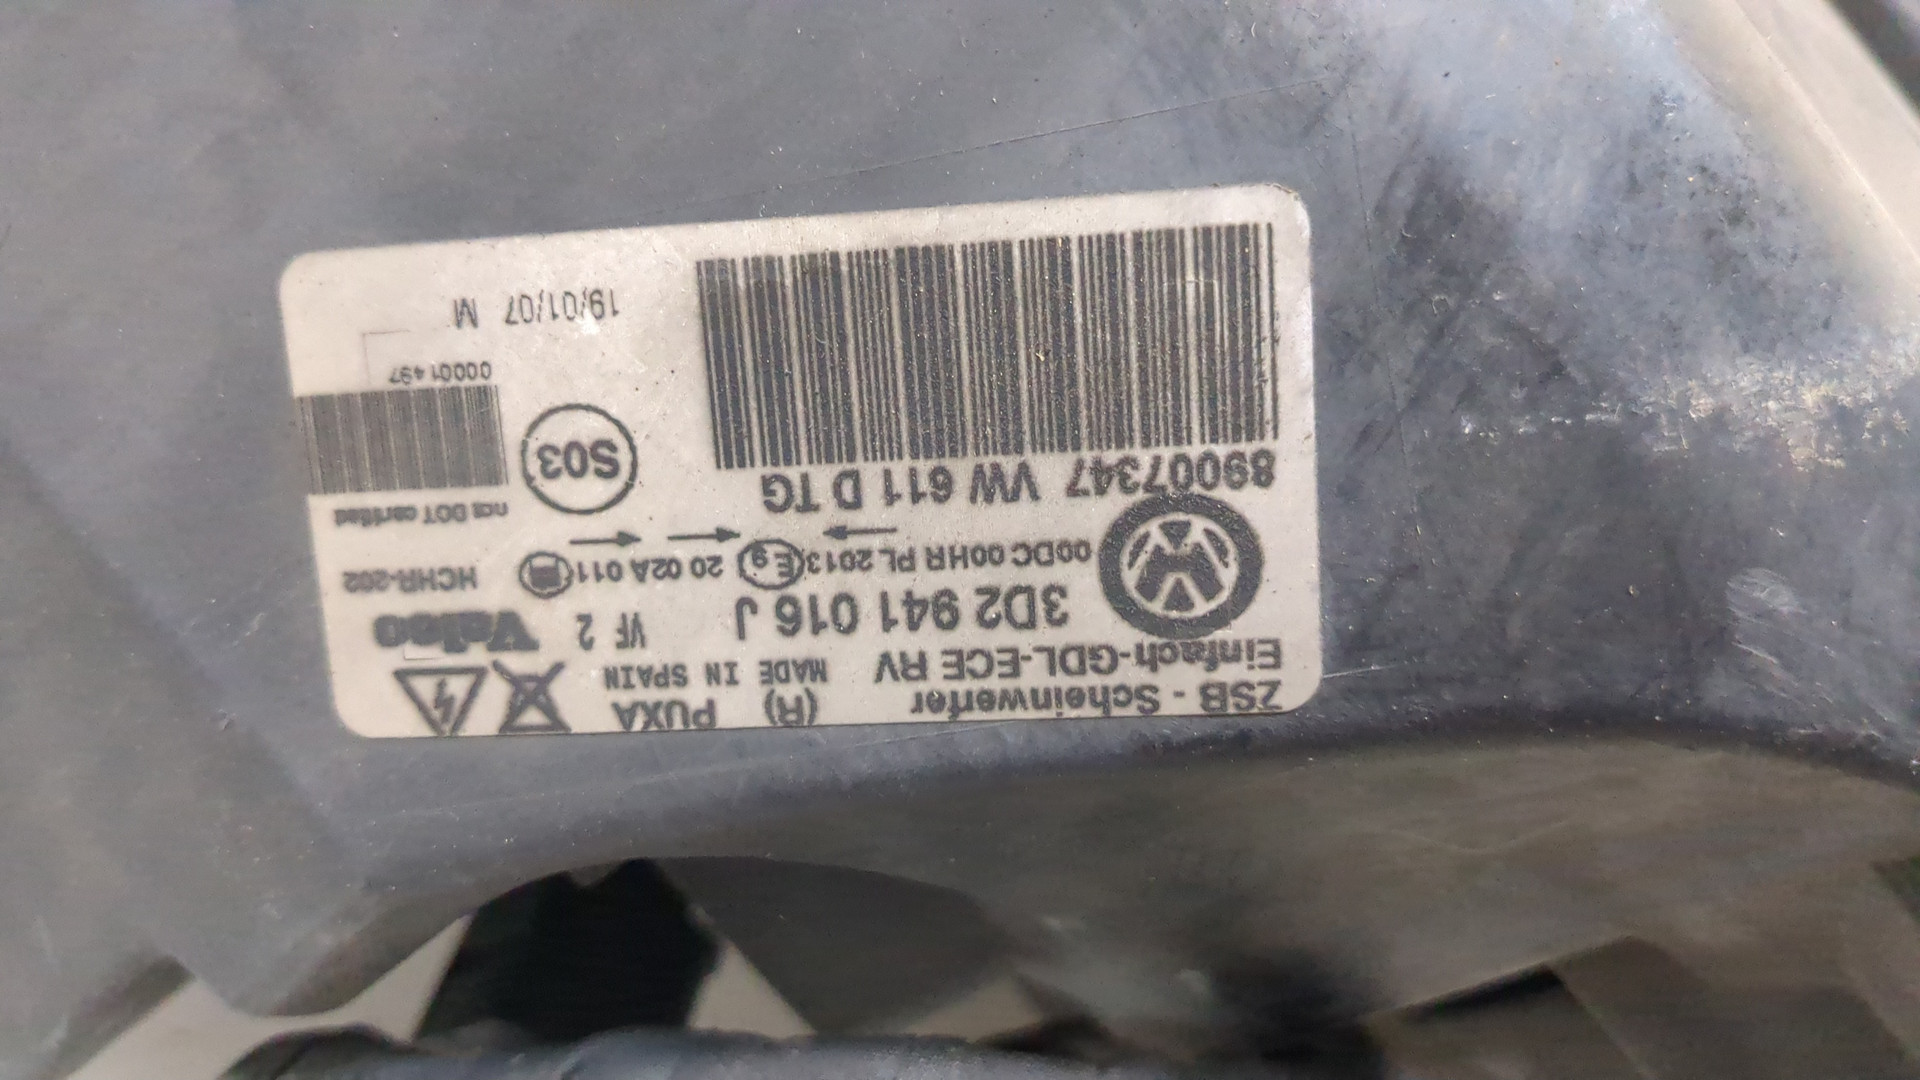 ZSB - Scheinwerfer (R) PUXA
Einfach-GDL-ECE RV MADE IN SPAIN
3D2 941 016 J VF 2 Valeo
00DC 00HR PL 2013 E9 20 02A 011 HCHR-202
not DOT certified
89007347 VW 611 D TG
S03
00001497
19/01/07 M